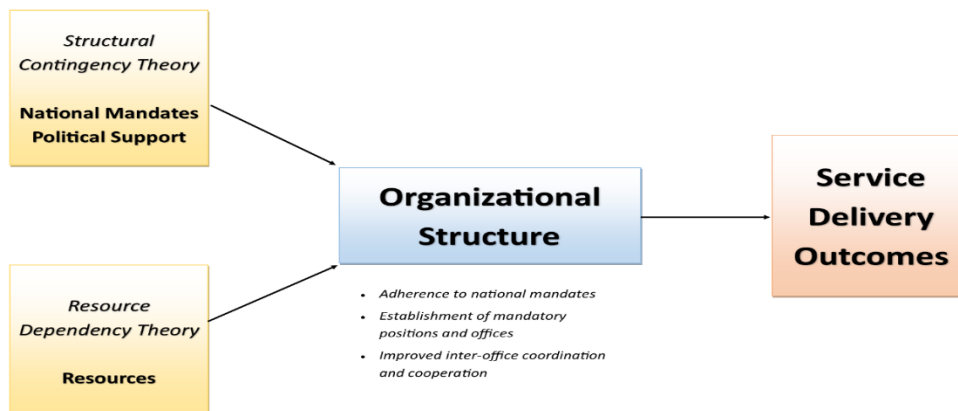 Structural
Contingency Theory
National Mandates
Political Support
Organizational
Structure
• Adherence to national mandates
• Establishment of mandatory
positions and offices
• Improved inter-office coordination
and cooperation
Service
Delivery
Outcomes
Resource
Dependency Theory
Resources